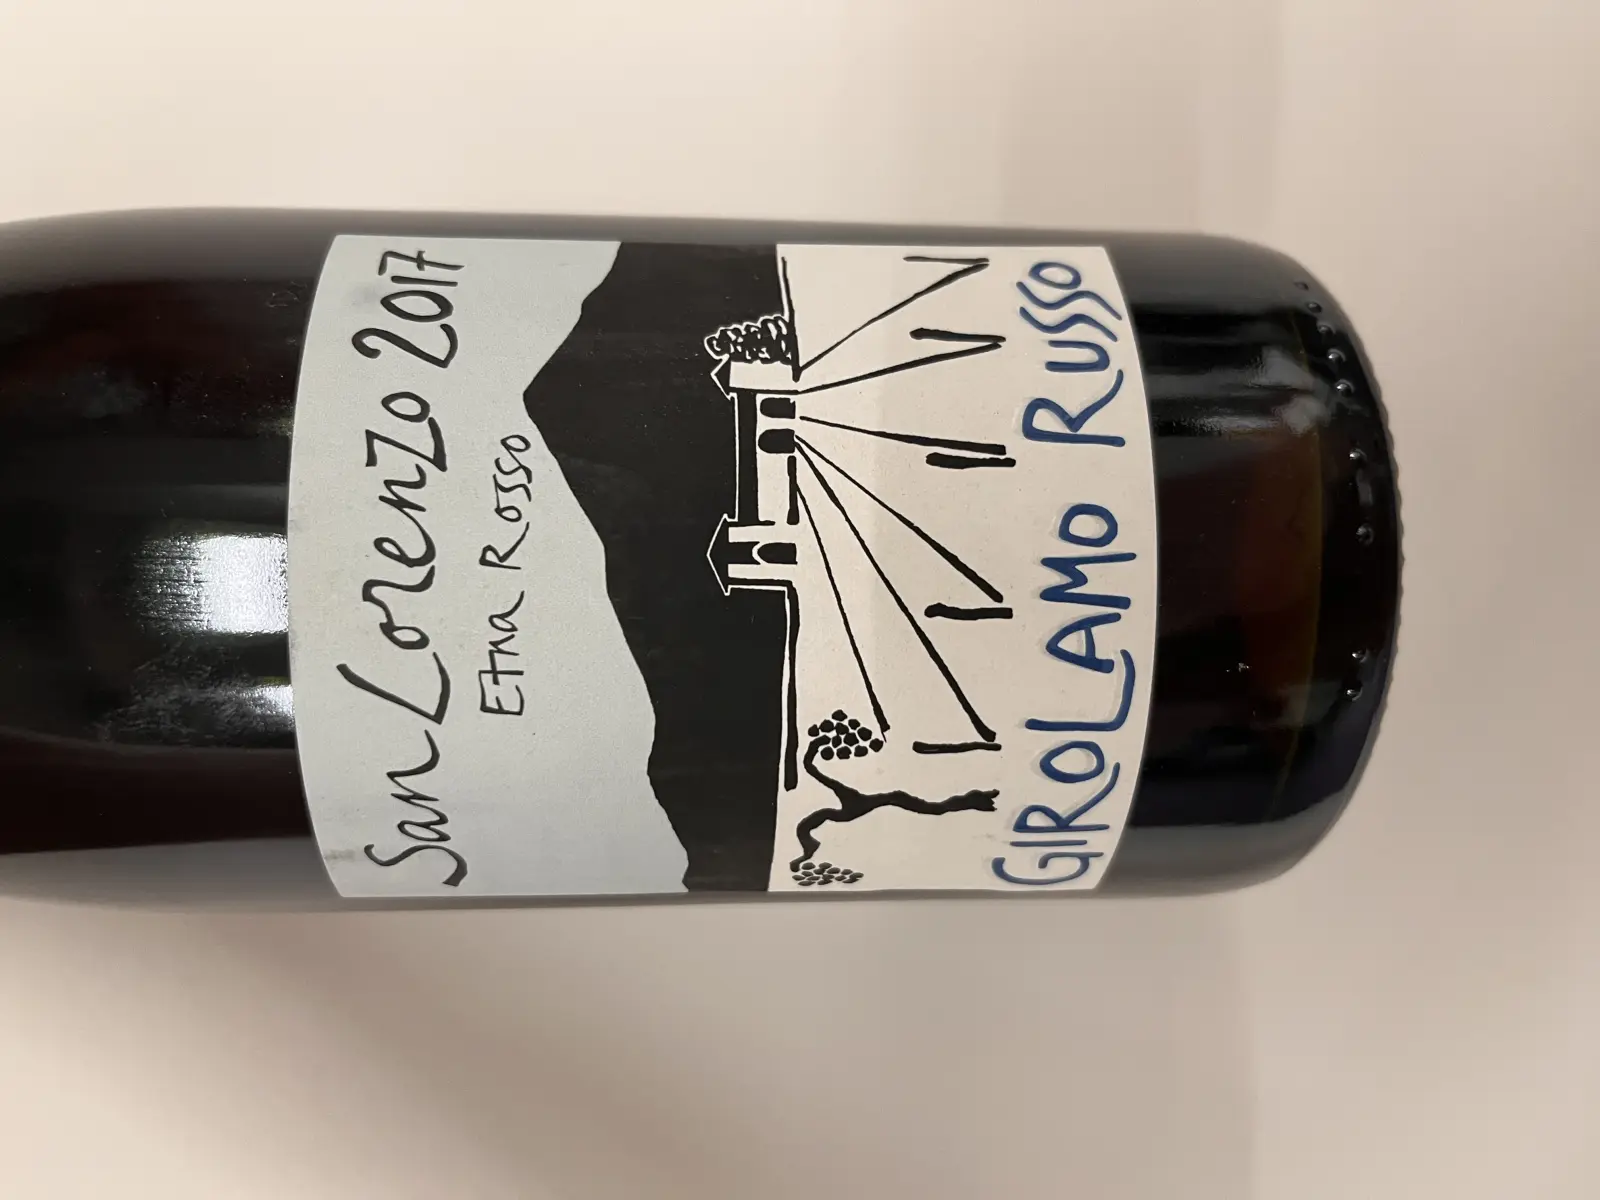 San Lorenzo 2017
Etna Rosso
GIROLAMO RUSSO